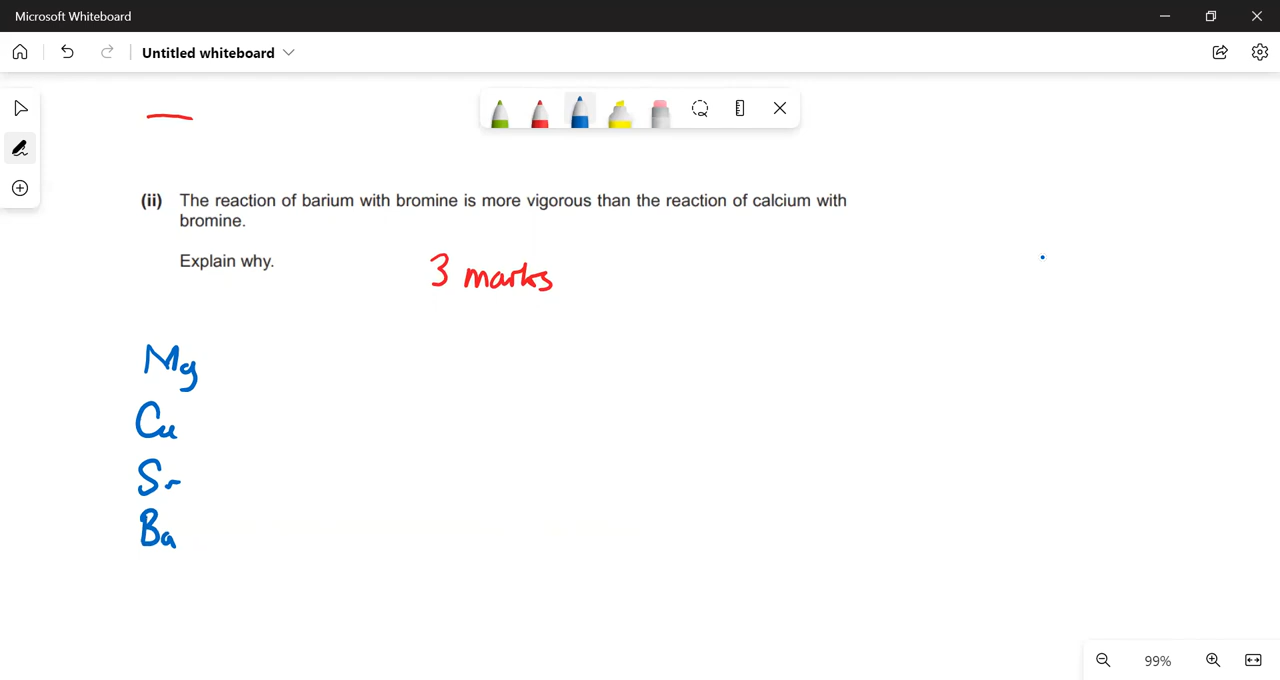 Microsoft Whiteboard
Untitled whiteboard
(ii) The reaction of barium with bromine is more vigorous than the reaction of calcium with
bromine.
Explain why.
3 marks
Mg
Ca
Sr
Ba
99%